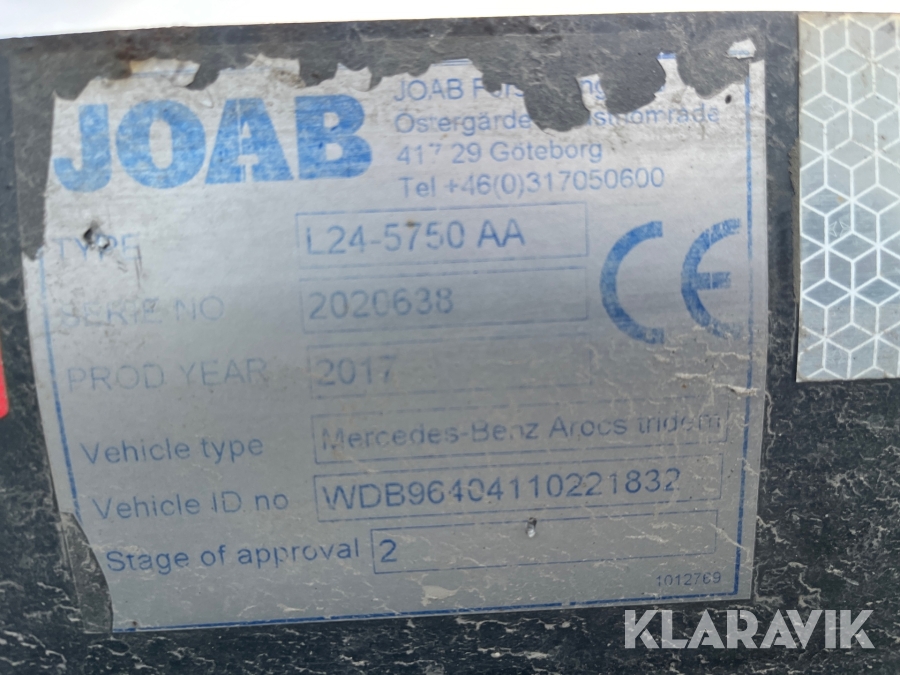 JOAB
JOAB
Östergärde
417 29 Göteborg
Tel +46(0)317050600
TYPE L24-5750 AA
SERIE NO 2020638
PROD YEAR 2017
CE
Vehicle type Mercedes-Benz Arocs tridem
Vehicle ID no WDB96404110221832
Stage of approval 2
1012769
KLARAVIK